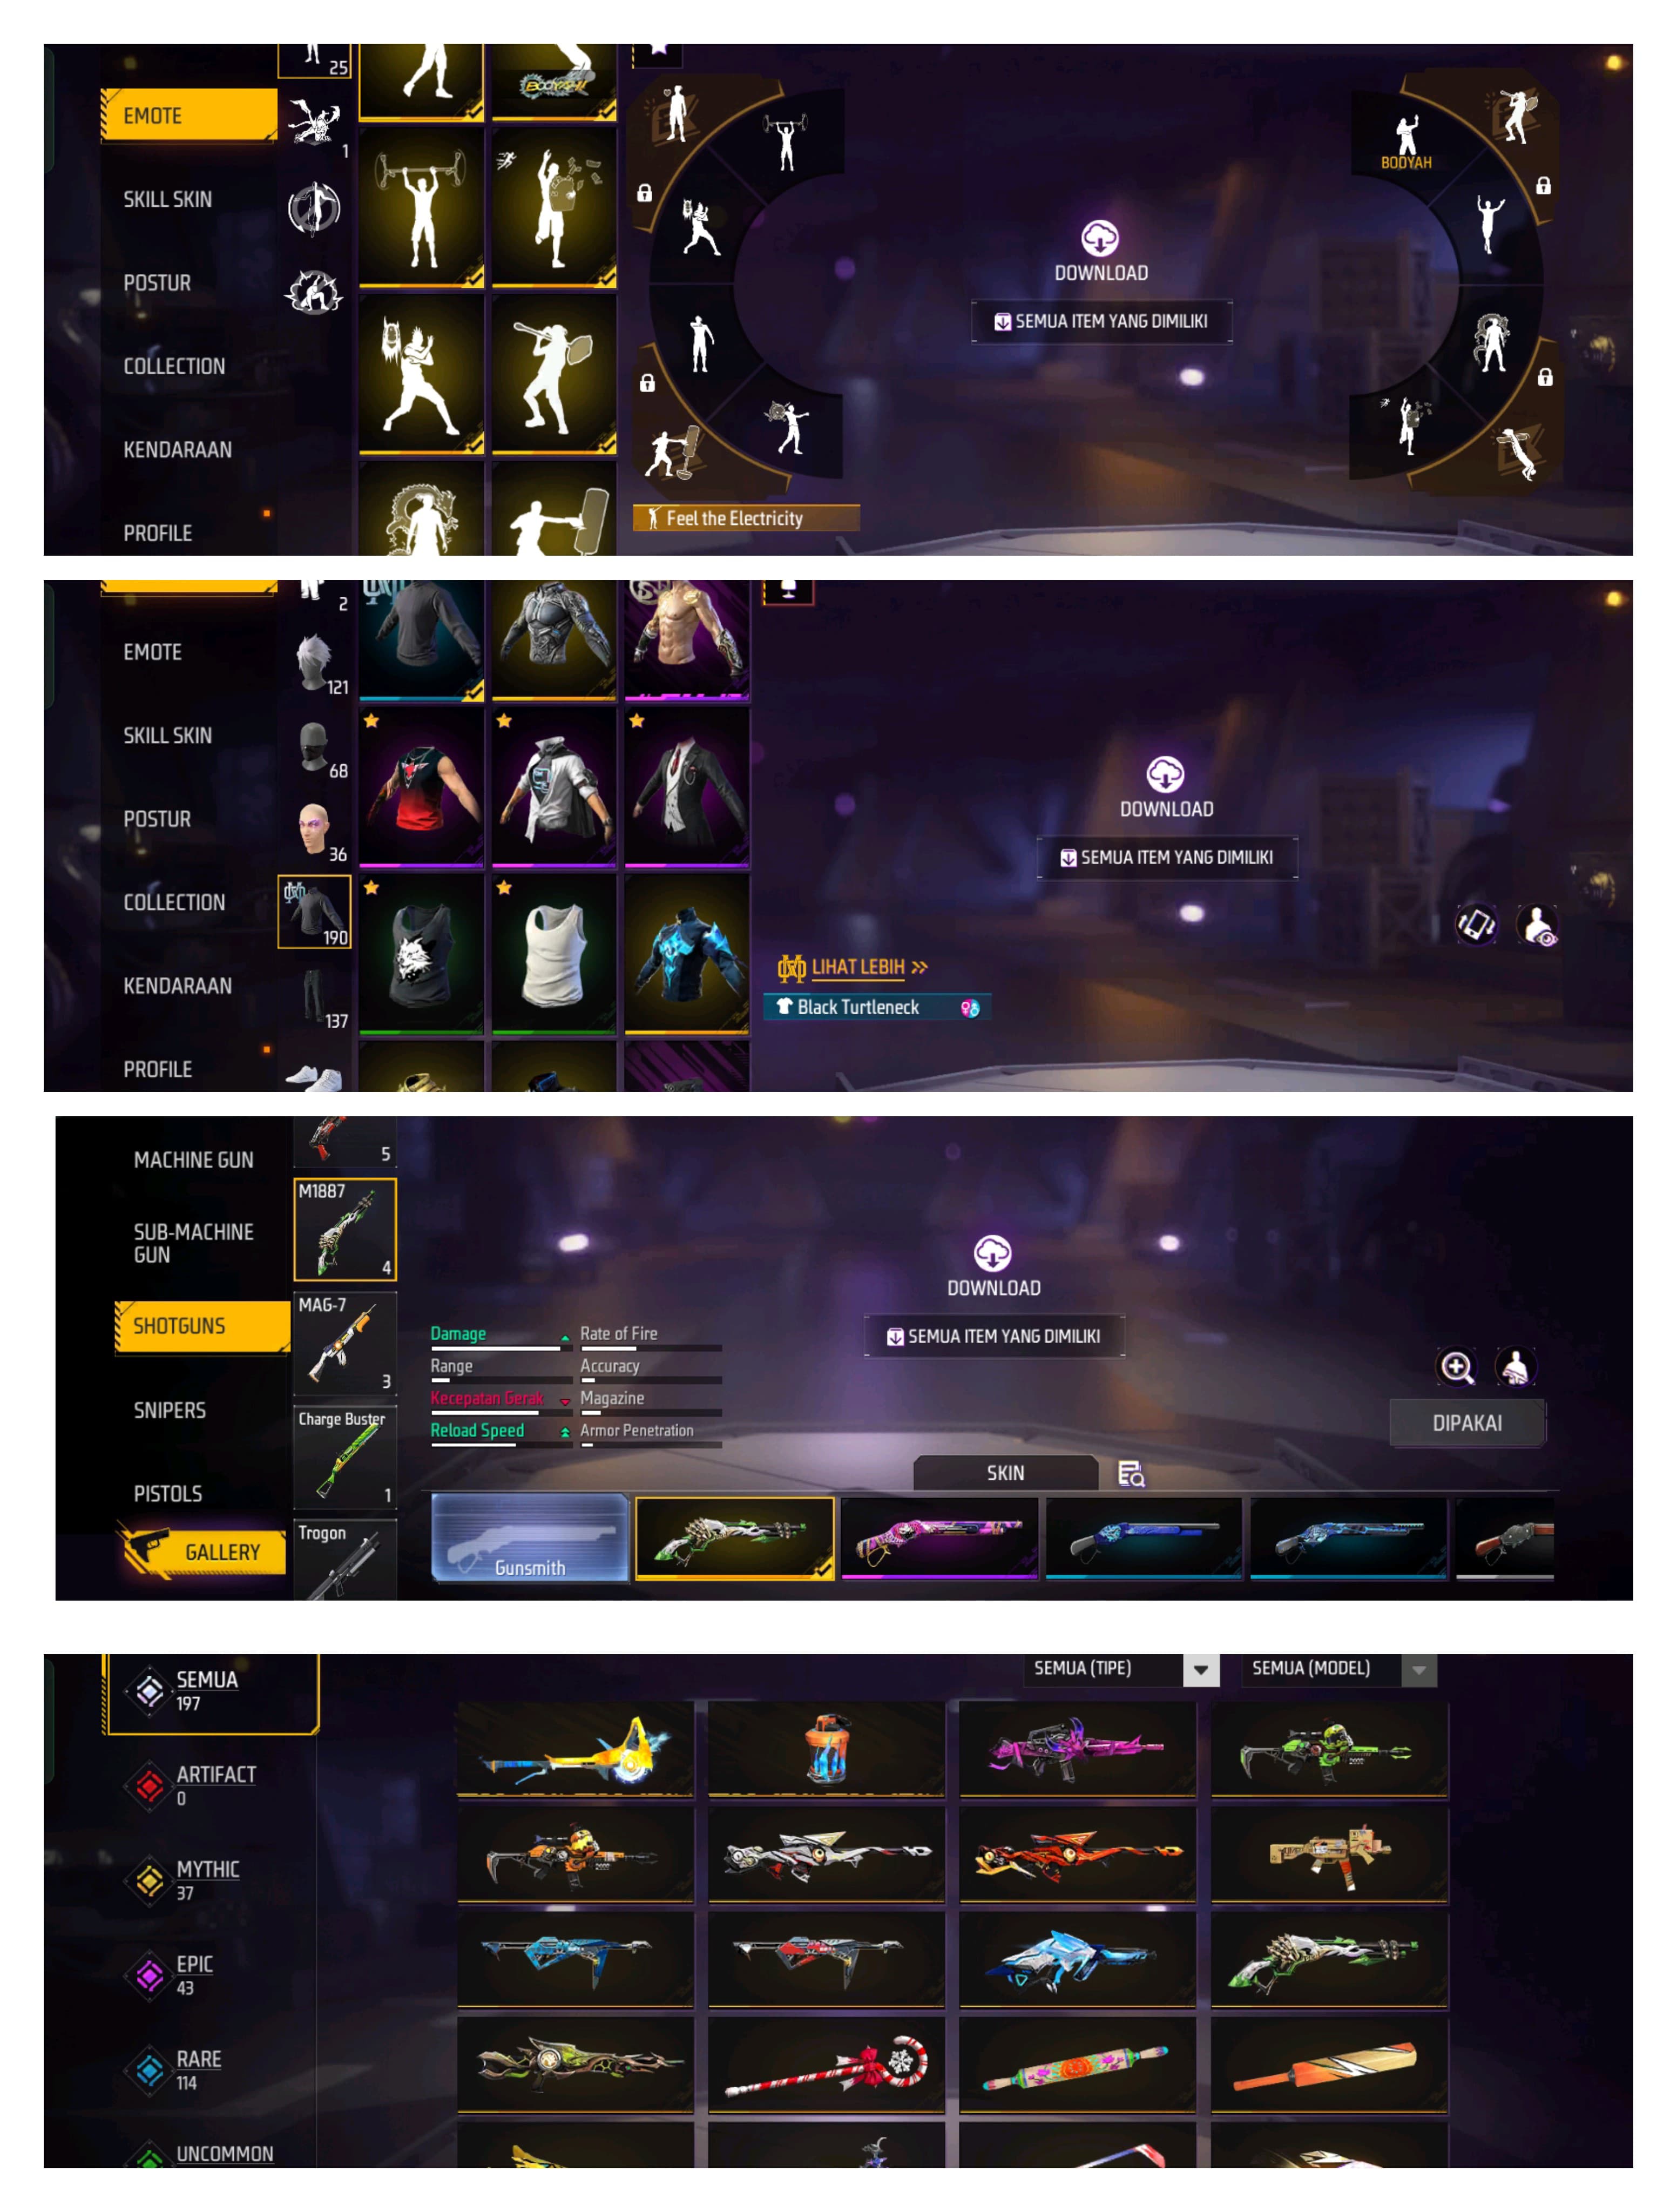 25
EMOTE
1
SKILL SKIN
POSTUR
COLLECTION
KENDARAAN
PROFILE
BOOYAH!
BOOYAH
DOWNLOAD
SEMUA ITEM YANG DIMILIKI
Feel the Electricity
2
EMOTE
121
SKILL SKIN
68
POSTUR
36
COLLECTION
190
KENDARAAN
137
PROFILE
DOWNLOAD
SEMUA ITEM YANG DIMILIKI
LIHAT LEBIH >>
Black Turtleneck
MACHINE GUN
5
SUB-MACHINE
GUN
M1887
4
SHOTGUNS
MAG-7
3
SNIPERS
Charge Buster
1
PISTOLS
Trogon
GALLERY
DOWNLOAD
SEMUA ITEM YANG DIMILIKI
Damage
Rate of Fire
Range
Accuracy
Kecepatan Gerak
Magazine
Reload Speed
Armor Penetration
DIPAKAI
SKIN
Gunsmith
SEMUA
197
ARTIFACT
0
MYTHIC
37
EPIC
43
RARE
114
UNCOMMON
SEMUA (TIPE)
SEMUA (MODEL)